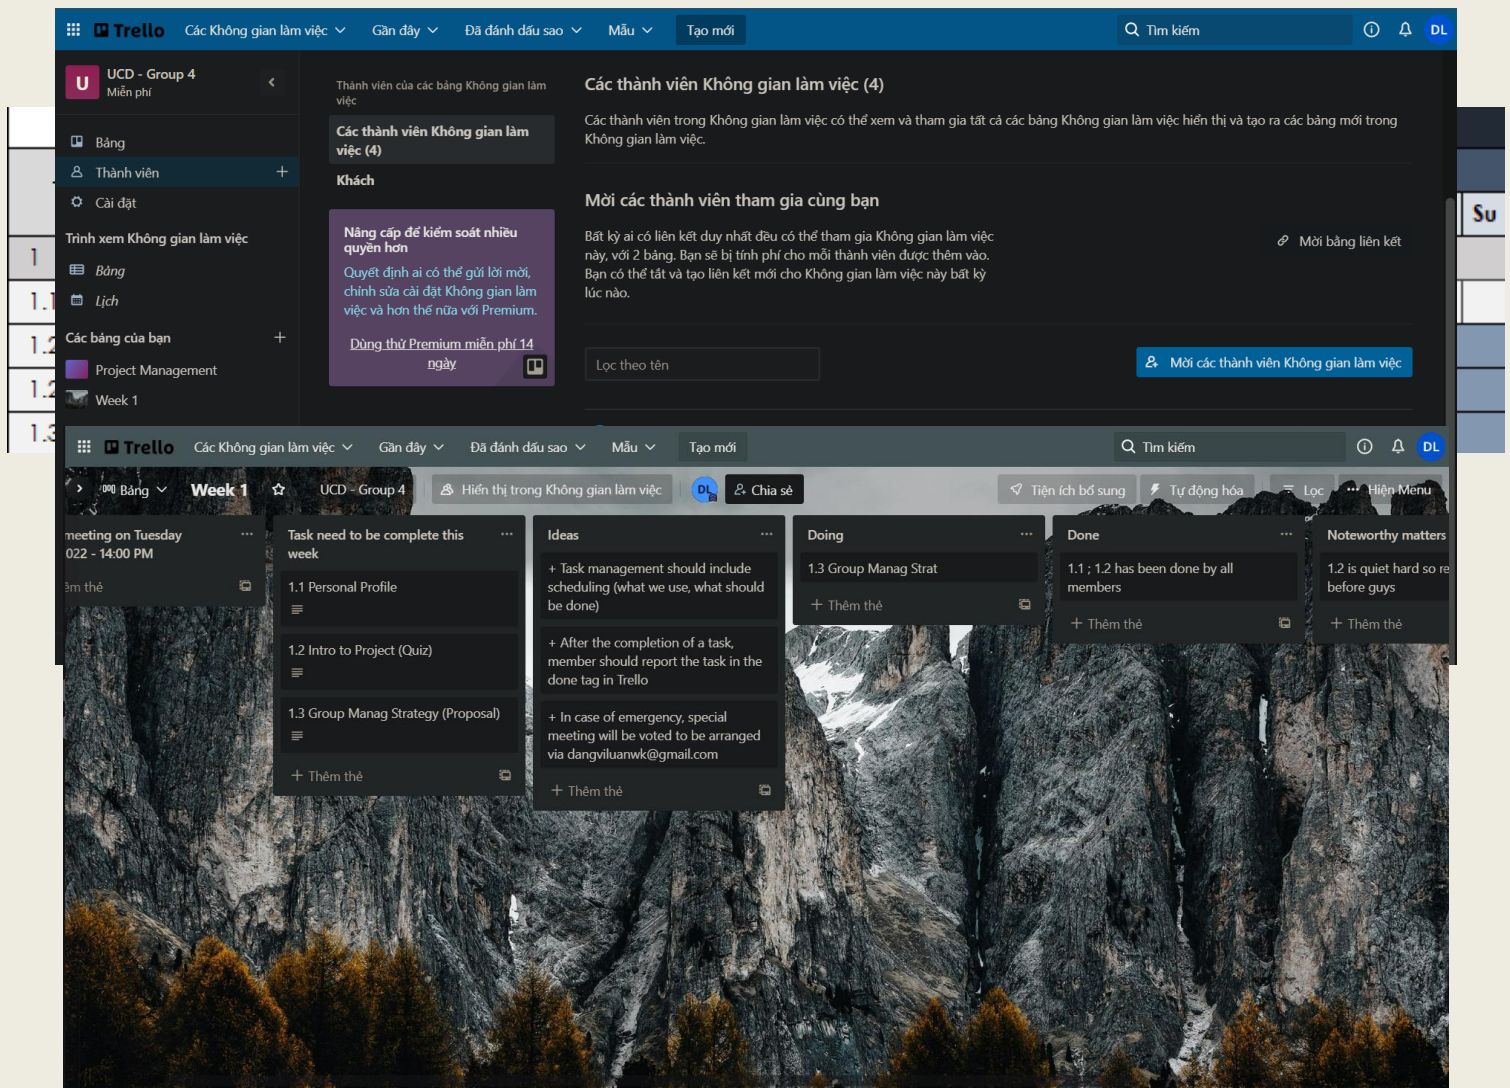 Trello
Các Không gian làm việc
Gần đây
Đã đánh dấu sao
Mẫu
Tạo mới
Tìm kiếm
DL
U
UCD - Group 4
Miễn phí
Bảng
Thành viên
Cài đặt
Trình xem Không gian làm việc
Bảng
Lịch
Các bảng của bạn
Project Management
Week 1
Thành viên của các bảng Không gian làm
việc
Các thành viên Không gian làm
việc (4)
Khách
Nâng cấp để kiểm soát nhiều
quyền hơn
Quyết định ai có thể gửi lời mời,
chỉnh sửa cài đặt Không gian làm
việc và hơn thế nữa với Premium.
Dùng thử Premium miễn phí 14
ngày
Các thành viên Không gian làm việc (4)
Các thành viên trong Không gian làm việc có thể xem và tham gia tất cả các bảng Không gian làm việc hiển thị và tạo ra các bảng mới trong
Không gian làm việc.
Mời các thành viên tham gia cùng bạn
Bất kỳ ai có liên kết duy nhất đều có thể tham gia Không gian làm việc
này, với 2 bảng. Bạn sẽ bị tính phí cho mỗi thành viên được thêm vào.
Bạn có thể tắt và tạo liên kết mới cho Không gian làm việc này bất kỳ
lúc nào.
Mời bằng liên kết
Lọc theo tên
Mời các thành viên Không gian làm việc
Su
1
1.1
1.2
1.2
1.3
Trello
Các Không gian làm việc
Gần đây
Đã đánh dấu sao
Mẫu
Tạo mới
Tìm kiếm
DL
Bảng
Week 1
UCD - Group 4
Hiển thị trong Không gian làm việc
DL
Chia sẻ
Tiện ích bổ sung
Tự động hóa
Lọc
Hiện Menu
meeting on Tuesday
2022 - 14:00 PM
thẻ
Task need to be complete this
week
1.1 Personal Profile
1.2 Intro to Project (Quiz)
1.3 Group Manag Strategy (Proposal)
+ Thêm thẻ
Ideas
+ Task management should include
scheduling (what we use, what should
be done)
+ After the completion of a task,
member should report the task in the
done tag in Trello
+ In case of emergency, special
meeting will be voted to be arranged
via dangviluanwk@gmail.com
+ Thêm thẻ
Doing
1.3 Group Manag Strat
+ Thêm thẻ
Done
1.1 ; 1.2 has been done by all
members
+ Thêm thẻ
Noteworthy matters
1.2 is quiet hard so re
before guys
+ Thêm thẻ